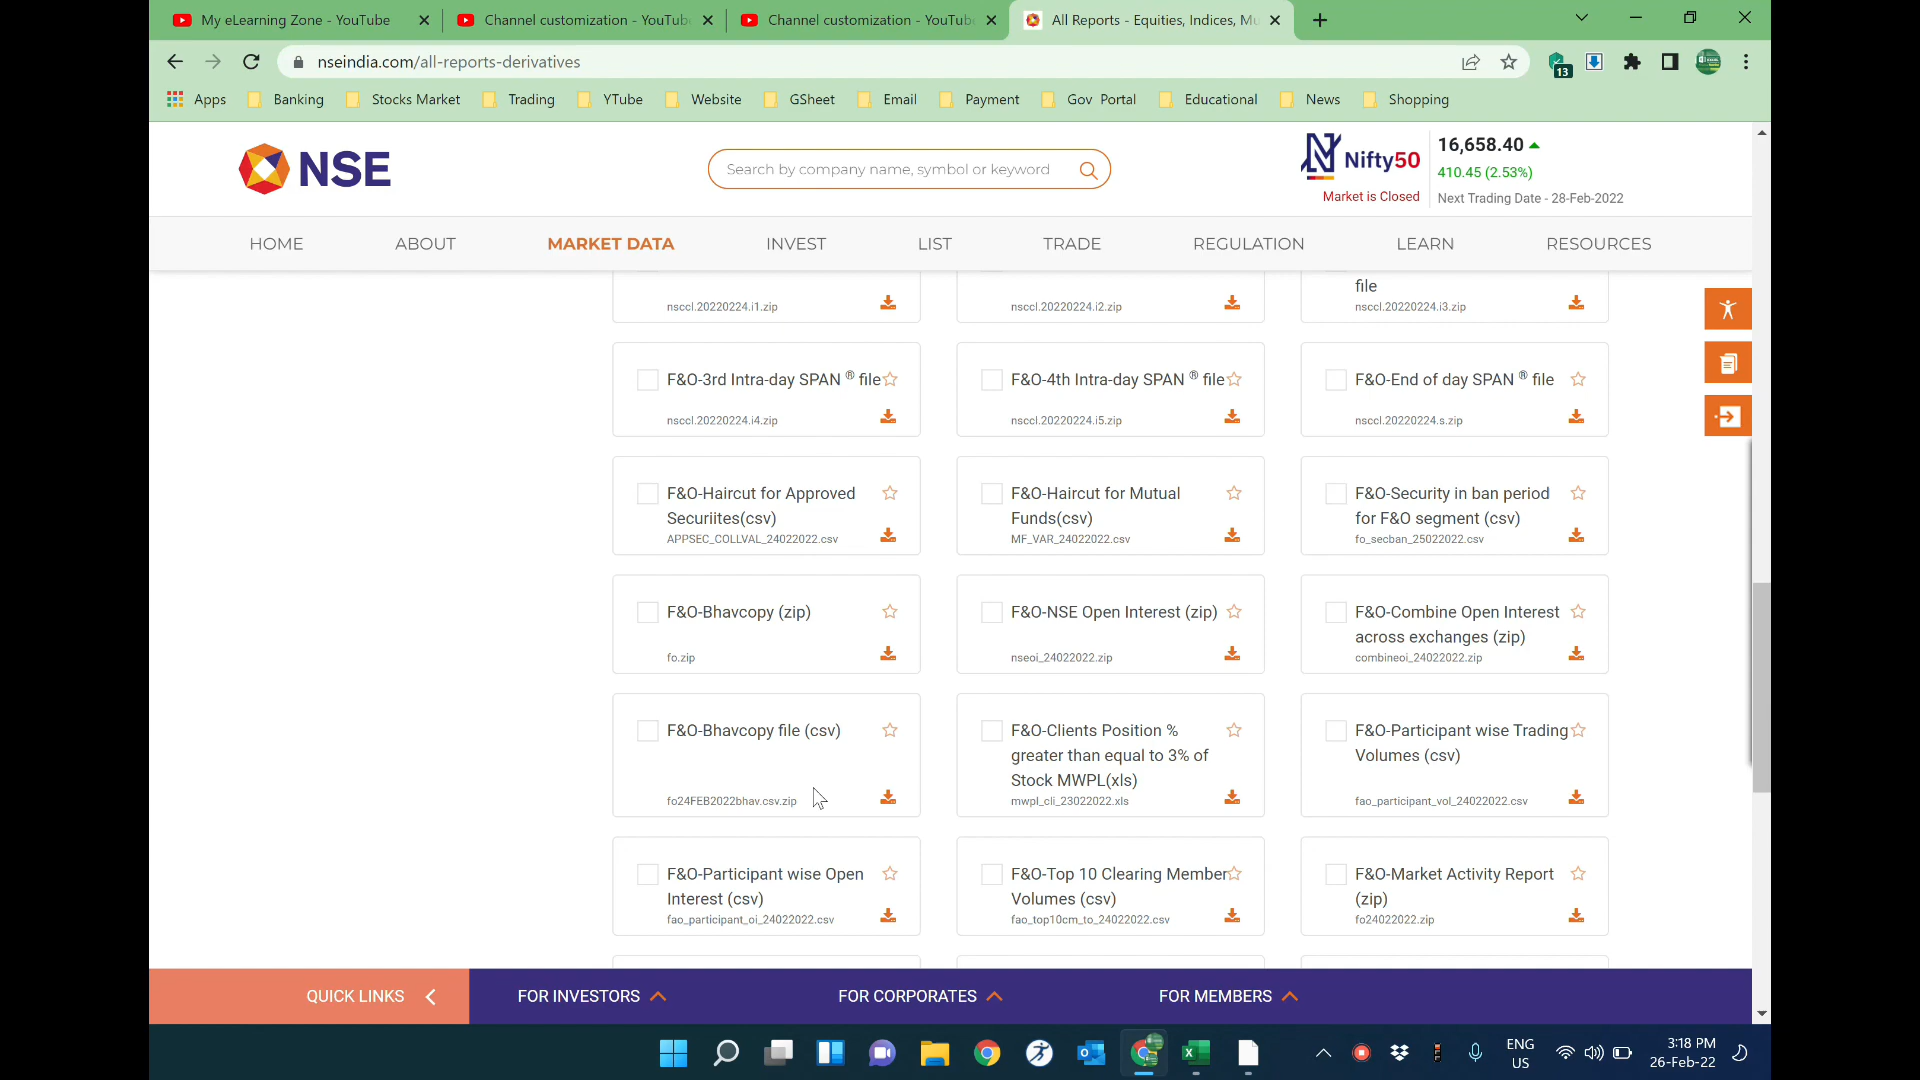 My eLearning Zone - YouTube
Channel customization - YouTub
Channel customization - YouTub
All Reports - Equities, Indices, Mu
nseindia.com/all-reports-derivatives
13
Apps Banking Stocks Market Trading YTube Website GSheet Email Payment Gov Portal Educational News Shopping
NSE
Search by company name, symbol or keyword
Nifty50
Market is Closed
16,658.40
410.45 (2.53%)
Next Trading Date - 28-Feb-2022
HOME ABOUT MARKET DATA INVEST LIST TRADE REGULATION LEARN RESOURCES
nsccl.20220224.i1.zip
nsccl.20220224.i2.zip
file
nsccl.20220224.i3.zip
F&O-3rd Intra-day SPAN ® file
nsccl.20220224.i4.zip
F&O-4th Intra-day SPAN ® file
nsccl.20220224.i5.zip
F&O-End of day SPAN ® file
nsccl.20220224.s.zip
F&O-Haircut for Approved
Securiites(csv)
APPSEC_COLLVAL_24022022.csv
F&O-Haircut for Mutual
Funds(csv)
MF_VAR_24022022.csv
F&O-Security in ban period
for F&O segment (csv)
fo_secban_25022022.csv
F&O-Bhavcopy (zip)
fo.zip
F&O-NSE Open Interest (zip)
nseoi_24022022.zip
F&O-Combine Open Interest
across exchanges (zip)
combineoi_24022022.zip
F&O-Bhavcopy file (csv)
fo24FEB2022bhav.csv.zip
F&O-Clients Position %
greater than equal to 3% of
Stock MWPL(xls)
mwpl_cli_23022022.xls
F&O-Participant wise Trading
Volumes (csv)
fao_participant_vol_24022022.csv
F&O-Participant wise Open
Interest (csv)
fao_participant_oi_24022022.csv
F&O-Top 10 Clearing Member
Volumes (csv)
fao_top10cm_to_24022022.csv
F&O-Market Activity Report
(zip)
fo24022022.zip
QUICK LINKS FOR INVESTORS FOR CORPORATES FOR MEMBERS
ENG
US
3:18 PM
26-Feb-22